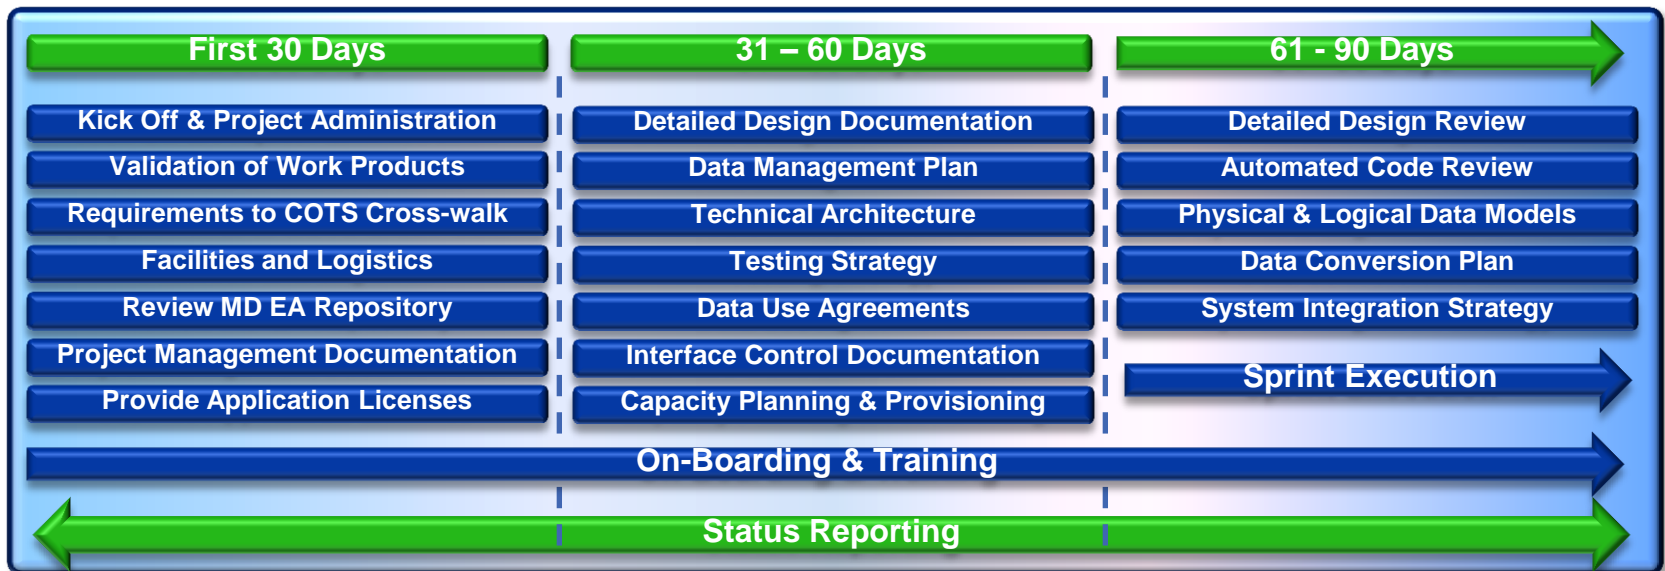 First 30 Days
31 – 60 Days
61 - 90 Days
Kick Off & Project Administration
Validation of Work Products
Requirements to COTS Cross-walk
Facilities and Logistics
Review MD EA Repository
Project Management Documentation
Provide Application Licenses
Detailed Design Documentation
Data Management Plan
Technical Architecture
Testing Strategy
Data Use Agreements
Interface Control Documentation
Capacity Planning & Provisioning
Detailed Design Review
Automated Code Review
Physical & Logical Data Models
Data Conversion Plan
System Integration Strategy
Sprint Execution
On-Boarding & Training
Status Reporting